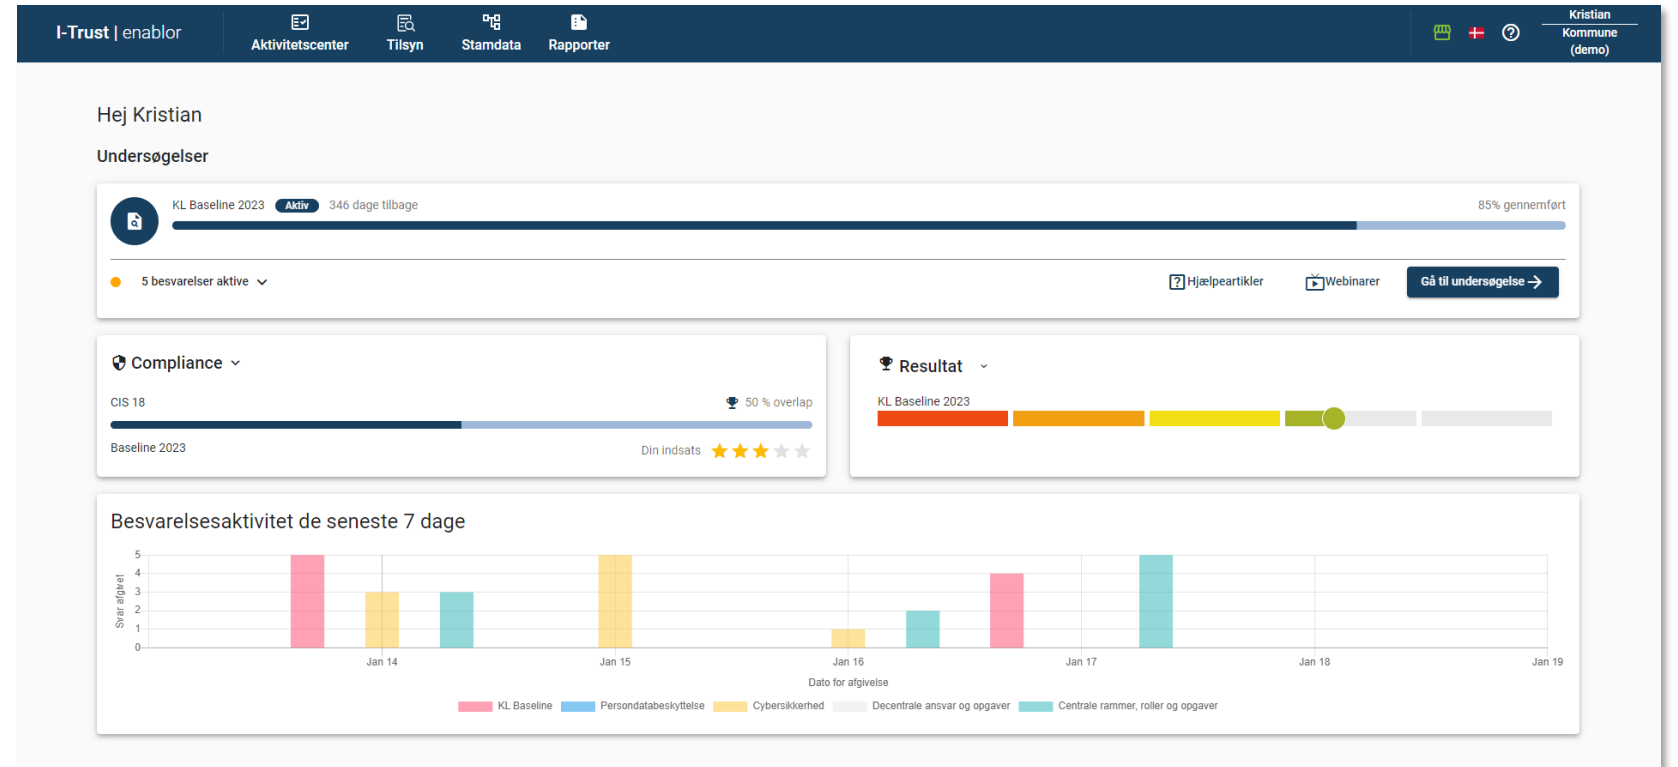 I-Trust | enablor
Aktivitetscenter
Tilsyn
Stamdata
Rapporter
Kristian
Kommune
(demo)
Hej Kristian
Undersøgelser
KL Baseline 2023 Aktiv 346 dage tilbage 85% gennemført
5 besvarelser aktive
Hjælpeartikler
Webinarer
Gå til undersøgelse
Compliance
CIS 18 50 % overlap
Baseline 2023 Din indsats
Resultat
KL Baseline 2023
Besvarelsesaktivitet de seneste 7 dage
Svar afgivet
5
4
3
2
1
0
Jan 14 Jan 15 Jan 16 Jan 17 Jan 18 Jan 19
Dato for afgivelse
KL Baseline Persondatabeskyttelse Cybersikkerhed Decentrale ansvar og opgaver Centrale rammer, roller og opgaver